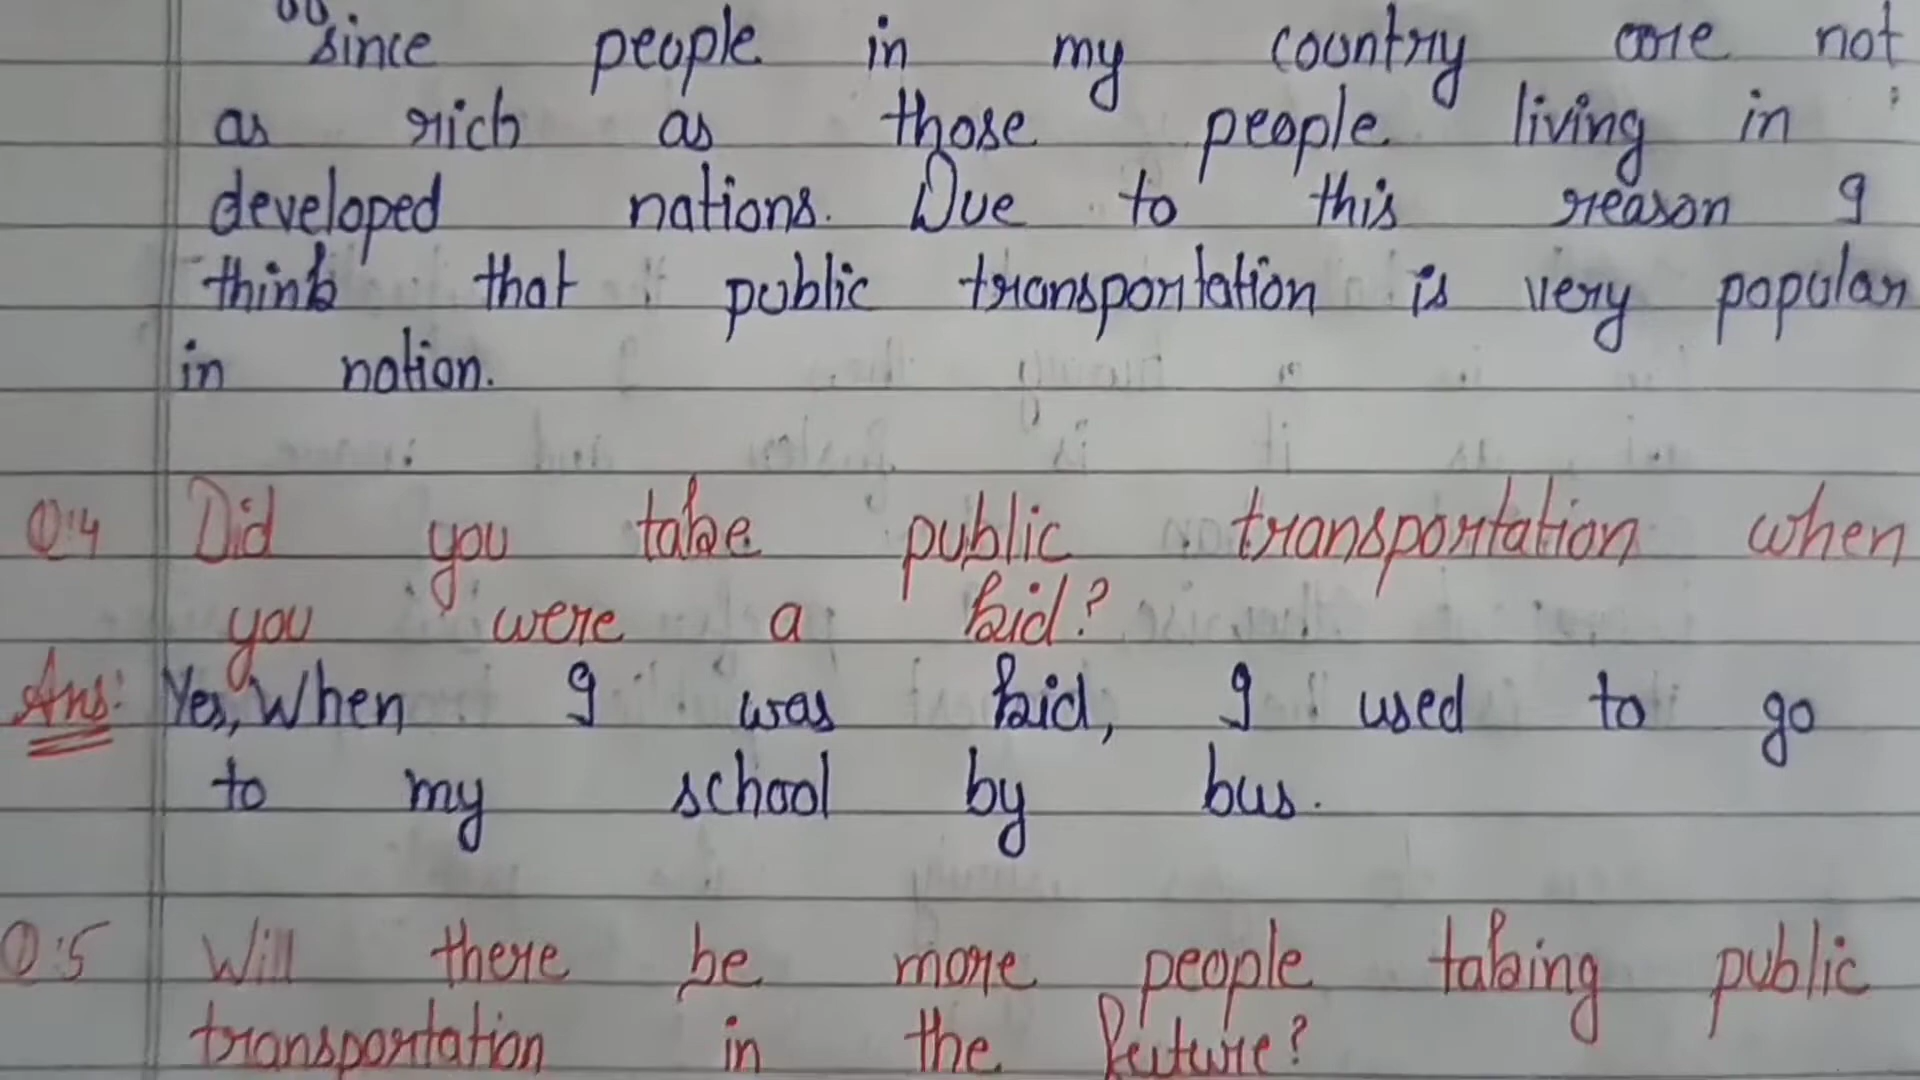 since people in my country are not
as rich as those people living in
developed nations. Due to this reason I
think that public transportation is very popular
in nation.
Q:4 Did you take public transportation when
you were a kid?
Ans: Yes, When I was kid, I used to go
to my school by bus.
Q:5 Will there be more people taking public
transportation in the future?